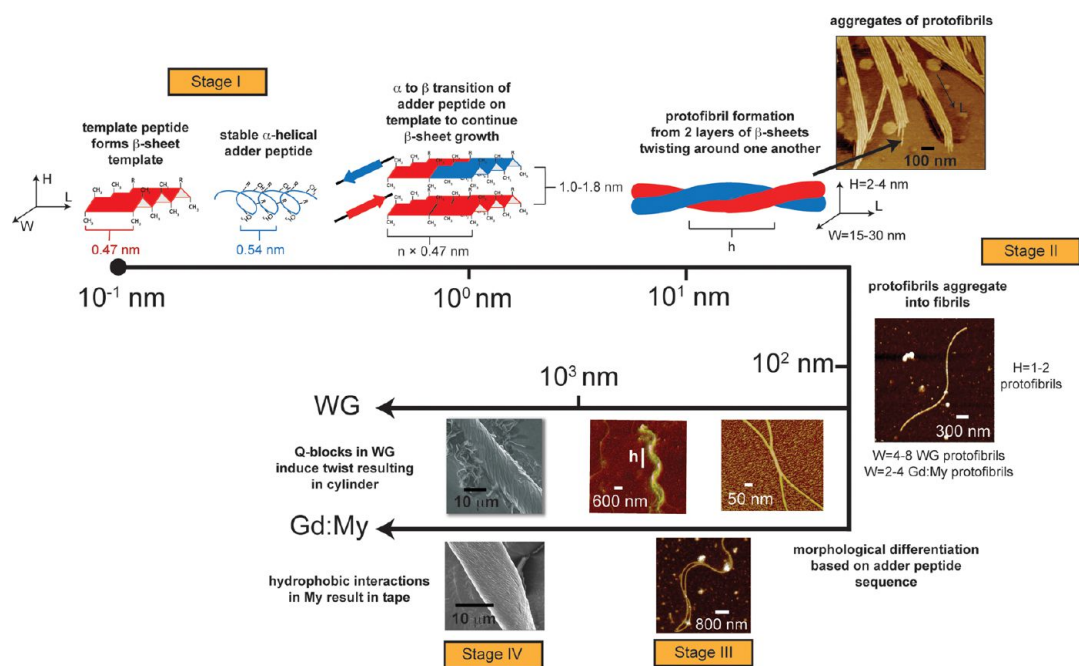 aggregates of protofibrils
Stage I
α to β transition of
adder peptide on
template to continue
β-sheet growth
template peptide
forms β-sheet
template
stable α-helical
adder peptide
protofibril formation
from 2 layers of β-sheets
twisting around one another
L
100 nm
H
L
W
R
R
CH₃
CH₃
CH₃
CH₃
CH₃
0.47 nm
0.54 nm
1.0-1.8 nm
n × 0.47 nm
h
H=2-4 nm
L
W=15-30 nm
Stage II
10⁻¹ nm
10⁰ nm
10¹ nm
protofibrils aggregate
into fibrils
10² nm
H=1-2
protofibrils
300 nm
W=4-8 WG protofibrils
W=2-4 Gd:My protofibrils
10³ nm
WG
Q-blocks in WG
induce twist resulting
in cylinder
10 μm
h
600 nm
50 nm
Gd:My
hydrophobic interactions
in My result in tape
10 μm
800 nm
morphological differentiation
based on adder peptide
sequence
Stage IV
Stage III